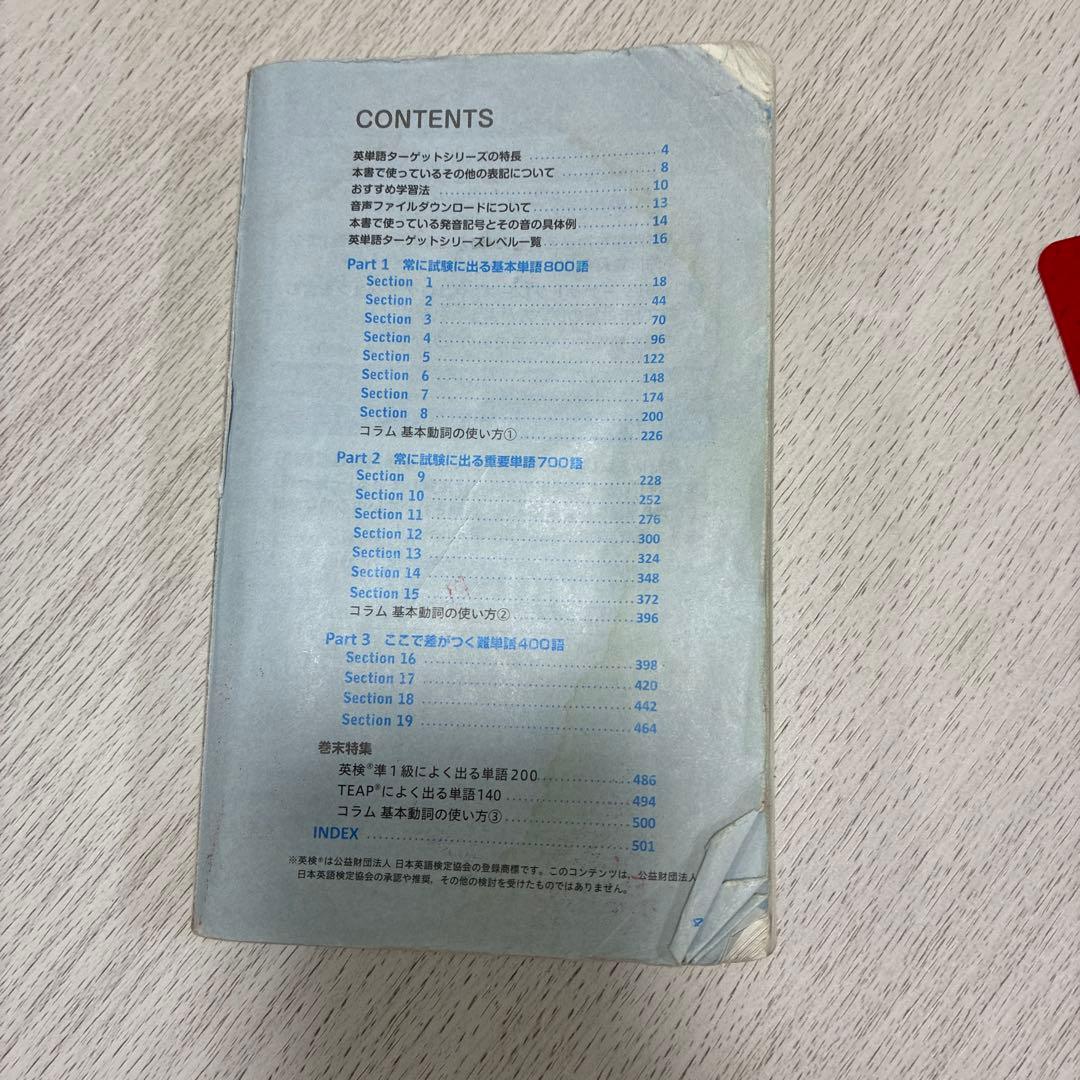 CONTENTS
英単語ターゲットシリーズの特長 4
本書で使っているその他の表記について 8
おすすめ学習法 10
音声ファイルダウンロードについて 13
本書で使っている発音記号とその音の具体例 14
英単語ターゲットシリーズレベル一覧 16
Part 1 常に試験に出る基本単語800語
Section 1 18
Section 2 44
Section 3 70
Section 4 96
Section 5 122
Section 6 148
Section 7 174
Section 8 200
コラム 基本動詞の使い方① 226
Part 2 常に試験に出る重要単語700語
Section 9 228
Section 10 252
Section 11 276
Section 12 300
Section 13 324
Section 14 348
Section 15 372
コラム 基本動詞の使い方② 396
Part 3 ここで差がつく難単語400語
Section 16 398
Section 17 420
Section 18 442
Section 19 464
巻末特集
英検®準1級によく出る単語200 486
TEAP®によく出る単語140 494
コラム 基本動詞の使い方③ 500
INDEX 501
※英検®は公益財団法人 日本英語検定協会の登録商標です。このコンテンツは、公益財団法人
日本英語検定協会の承認や推奨、その他の検討を受けたものではありません。